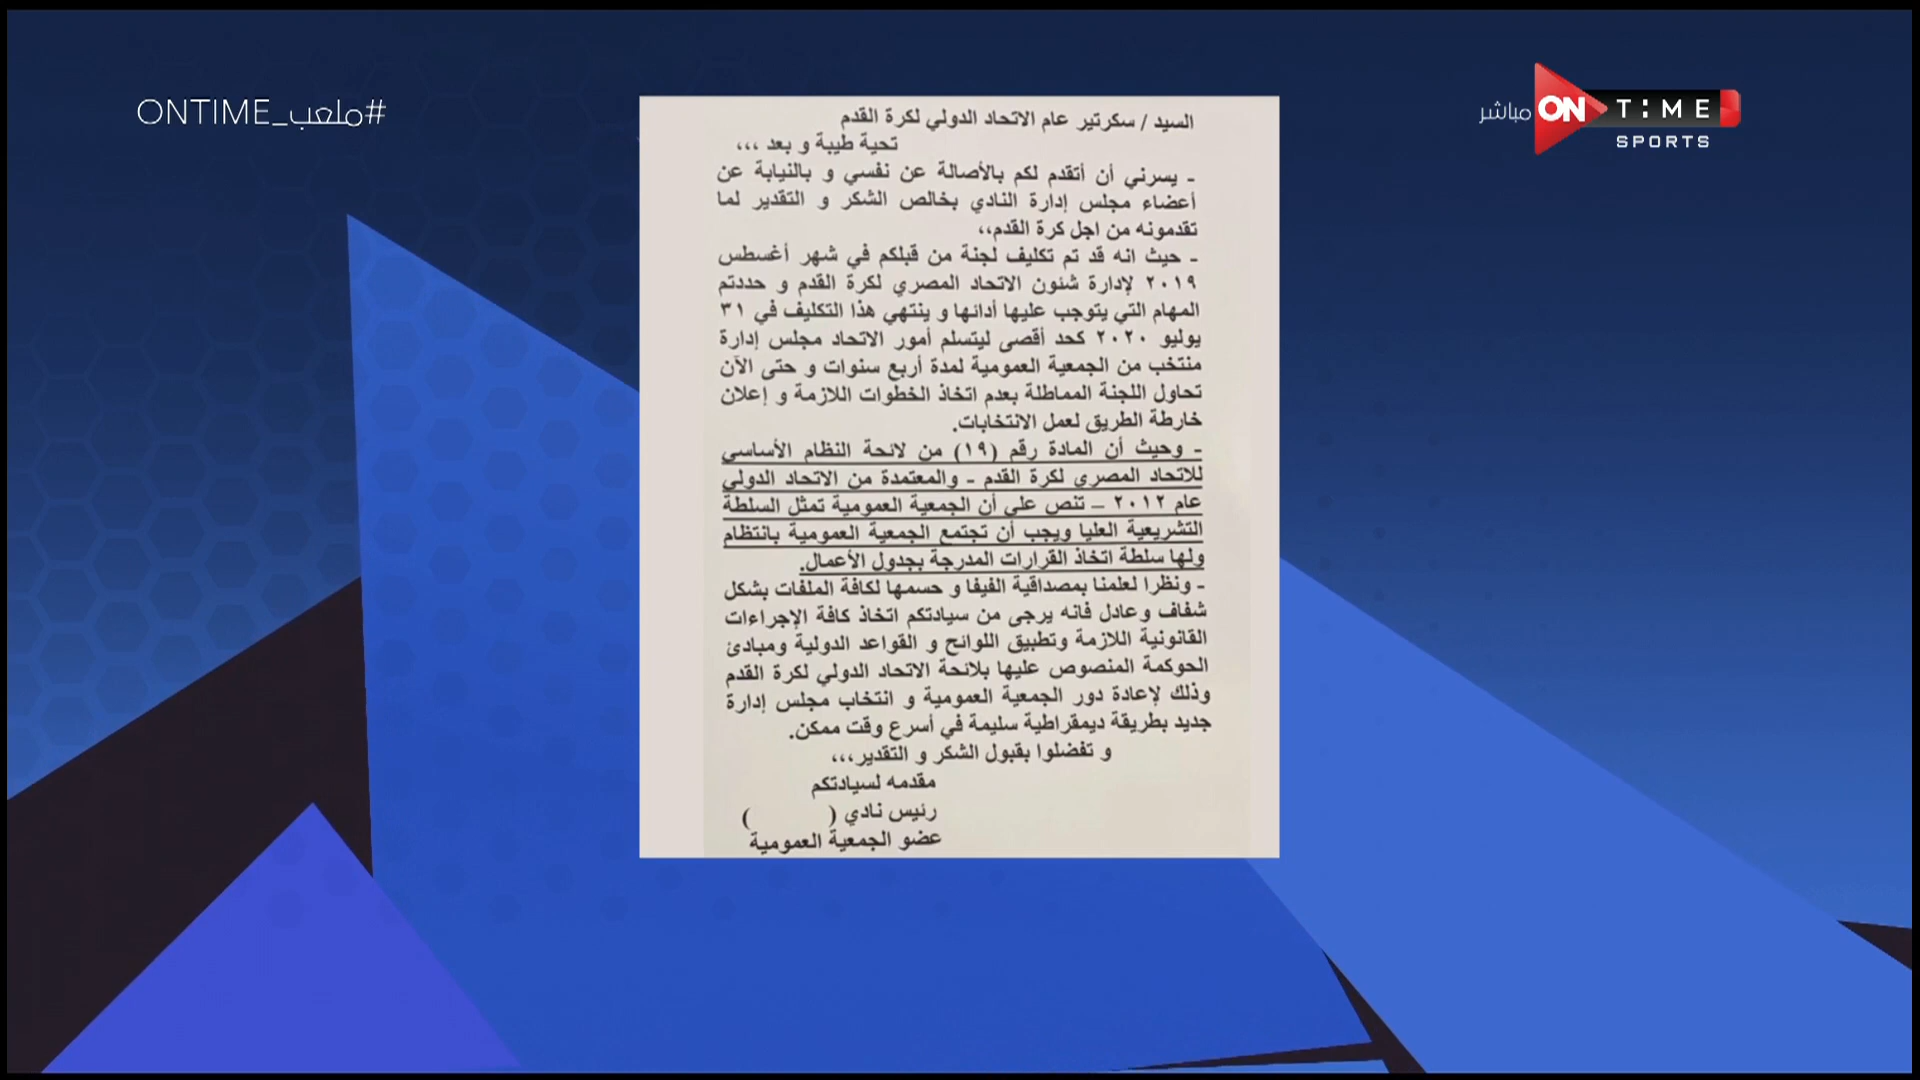 #ملعب_ONTIME
مباشر ON TIME
SPORTS
السيد / سكرتير عام الاتحاد الدولي لكرة القدم
تحية طيبة و بعد ،،،
- يسرني أن أتقدم لكم بالأصالة عن نفسي و بالنيابة عن
أعضاء مجلس إدارة النادي بخالص الشكر و التقدير لما
تقدمونه من اجل كرة القدم،،
- حيث انه قد تم تكليف لجنة من قبلكم في شهر أغسطس
٢٠١٩ لإدارة شئون الاتحاد المصري لكرة القدم و حددتم
المهام التي يتوجب عليها أدائها و ينتهي هذا التكليف في ٣١
يوليو ٢٠٢٠ كحد أقصى ليتسلم أمور الاتحاد مجلس إدارة
منتخب من الجمعية العمومية لمدة أربع سنوات و حتى الآن
تحاول اللجنة المماطلة بعدم اتخاذ الخطوات اللازمة و إعلان
خارطة الطريق لعمل الانتخابات.
- وحيث أن المادة رقم (١٩) من لائحة النظام الأساسي
للاتحاد المصري لكرة القدم - والمعتمدة من الاتحاد الدولي
عام ٢٠١٢ – تنص على أن الجمعية العمومية تمثل السلطة
التشريعية العليا ويجب أن تجتمع الجمعية العمومية بانتظام
ولها سلطة اتخاذ القرارات المدرجة بجدول الأعمال.
- ونظرا لعلمنا بمصداقية الفيفا و حسمها لكافة الملفات بشكل
شفاف وعادل فانه يرجى من سيادتكم اتخاذ كافة الإجراءات
القانونية اللازمة وتطبيق اللوائح و القواعد الدولية ومبادئ
الحوكمة المنصوص عليها بلائحة الاتحاد الدولي لكرة القدم
وذلك لإعادة دور الجمعية العمومية و انتخاب مجلس إدارة
جديد بطريقة ديمقراطية سليمة في أسرع وقت ممكن.
و تفضلوا بقبول الشكر و التقدير،،،
مقدمه لسيادتكم
رئيس نادي (          )
عضو الجمعية العمومية